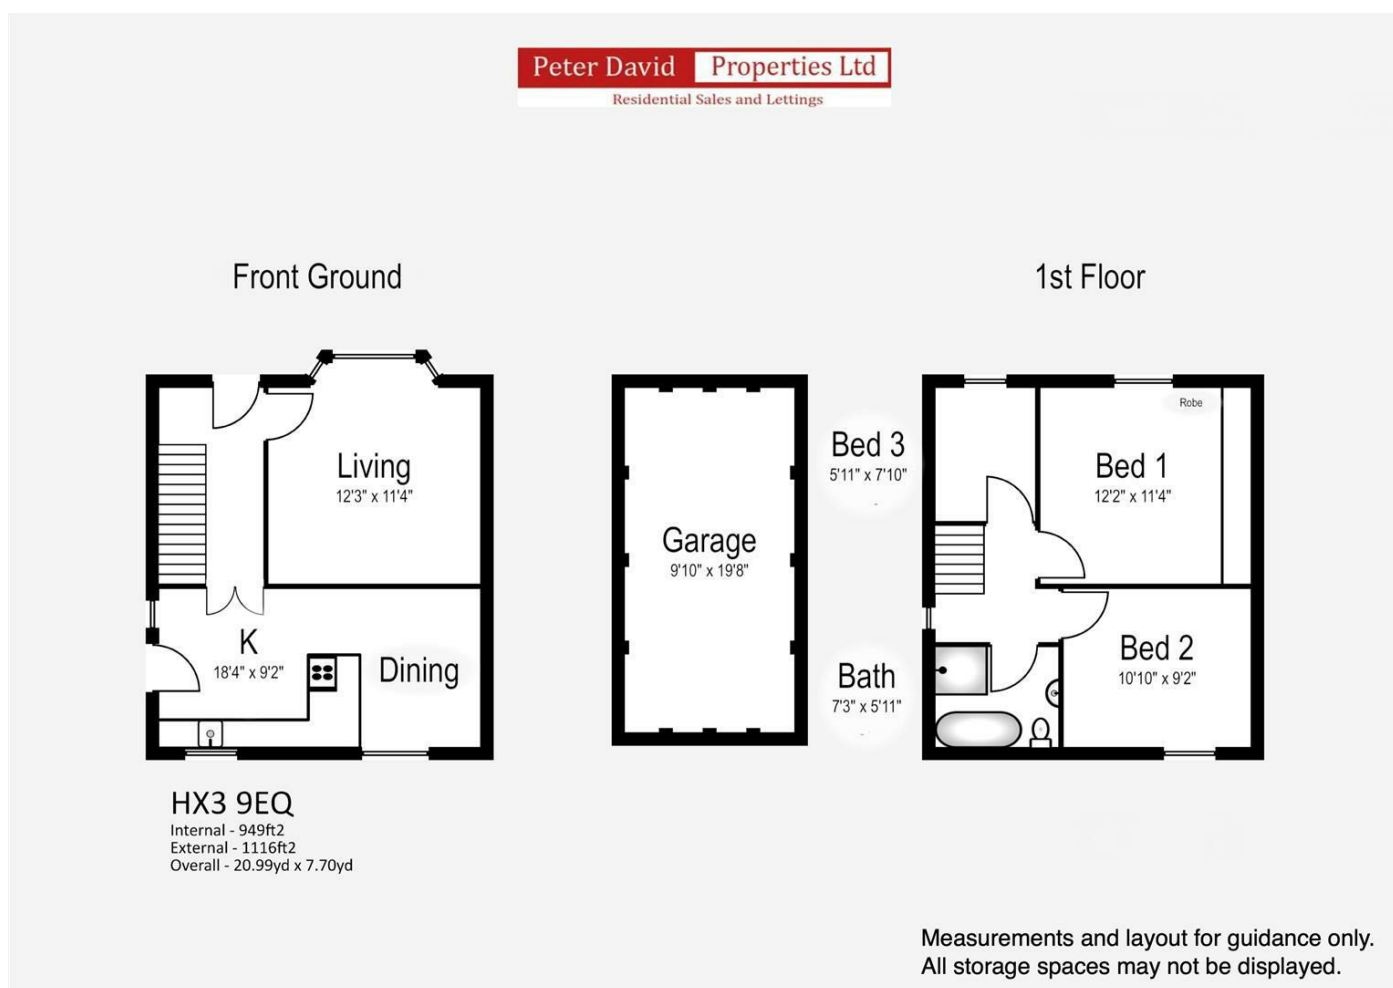 Peter David Properties Ltd
Residential Sales and Lettings
Front Ground
1st Floor
Living
12'3" x 11'4"
K
18'4" x 9'2"
Dining
Garage
9'10" x 19'8"
Bed 3
5'11" x 7'10"
Bath
7'3" x 5'11"
Robe
Bed 1
12'2" x 11'4"
Bed 2
10'10" x 9'2"
HX3 9EQ
Internal - 949ft2
External - 1116ft2
Overall - 20.99yd x 7.70yd
Measurements and layout for guidance only.
All storage spaces may not be displayed.